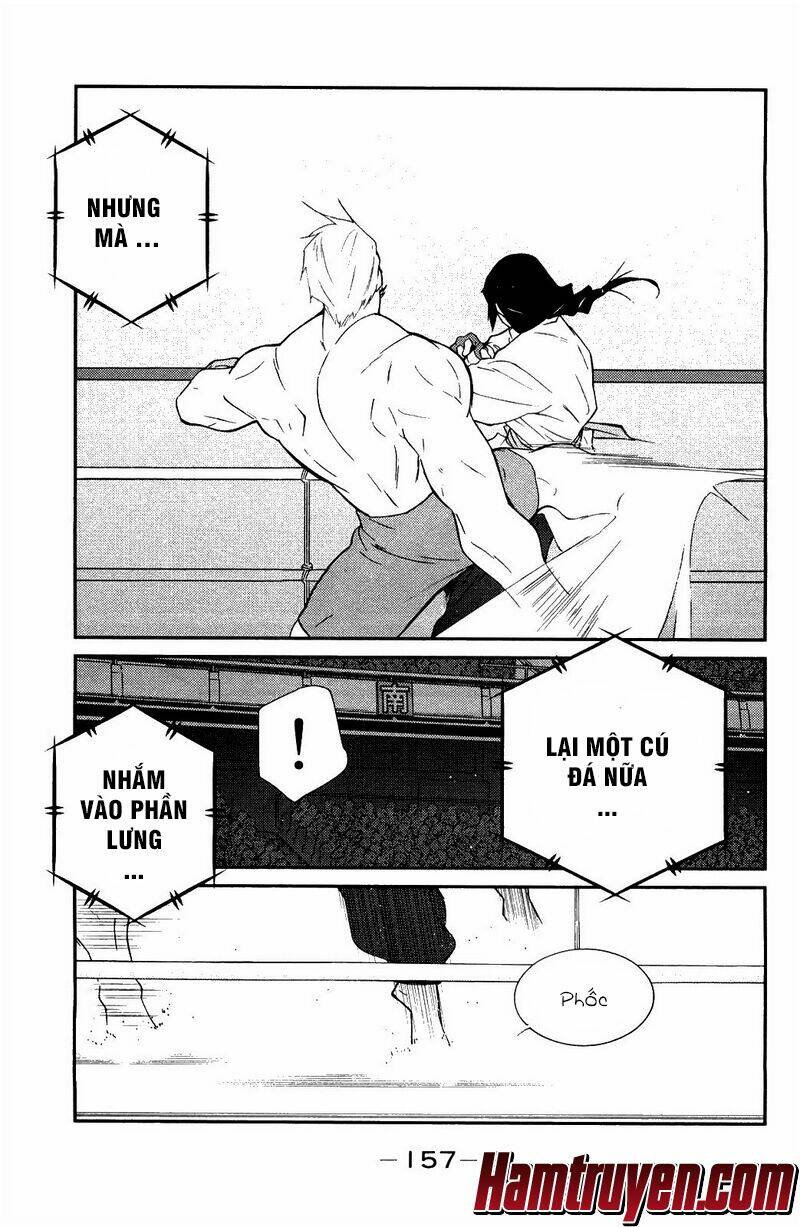 NHƯNG
MÀ ...
南
!
LẠI MỘT CÚ
ĐÁ NỮA
...
NHẮM
VÀO PHẦN
LƯNG
...
Phốc
-157-
Hamtruyen.com